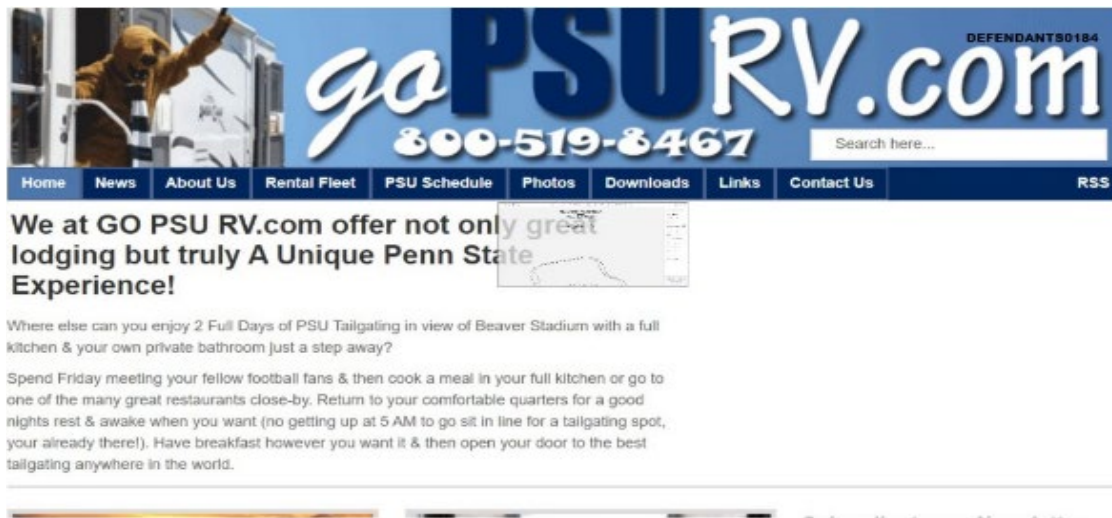 goPSURV.com
DEFENDANTS0184
800-519-8467
Search here...
Home News About Us Rental Fleet PSU Schedule Photos Downloads Links Contact Us RSS
We at GO PSU RV.com offer not only great
lodging but truly A Unique Penn State
Experience!
Where else can you enjoy 2 Full Days of PSU Tailgating in view of Beaver Stadium with a full
kitchen & your own private bathroom just a step away?
Spend Friday meeting your fellow football fans & then cook a meal in your full kitchen or go to
one of the many great restaurants close-by. Return to your comfortable quarters for a good
nights rest & awake when you want (no getting up at 5 AM to go sit in line for a tailgating spot,
your already there!). Have breakfast however you want it & then open your door to the best
tailgating anywhere in the world.